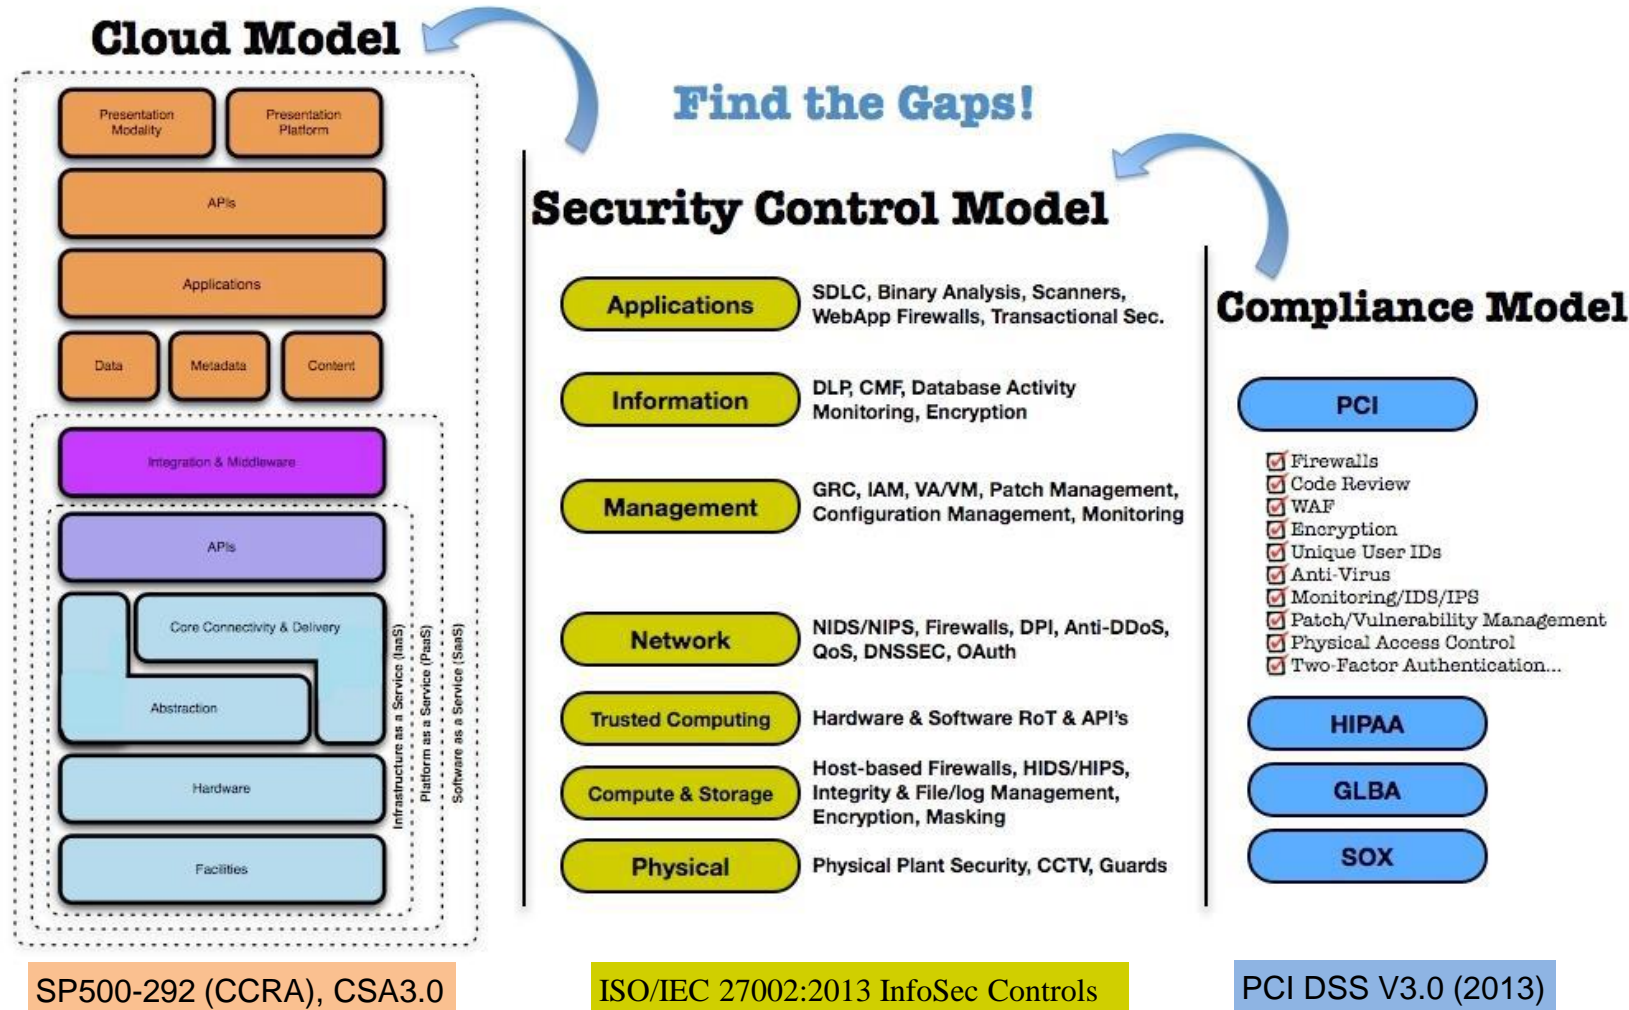 Cloud Model
Presentation
Modality
Presentation
Platform
APIs
Applications
Data
Metadata
Content
Integration & Middleware
APIs
Core Connectivity & Delivery
Abstraction
Hardware
Facilities
Infrastructure as a Service (IaaS)
Platform as a Service (PaaS)
Software as a Service (SaaS)
SP500-292 (CCRA), CSA3.0
Find the Gaps!
Security Control Model
Applications
SDLC, Binary Analysis, Scanners,
WebApp Firewalls, Transactional Sec.
Information
DLP, CMF, Database Activity
Monitoring, Encryption
Management
GRC, IAM, VA/VM, Patch Management,
Configuration Management, Monitoring
Network
NIDS/NIPS, Firewalls, DPI, Anti-DDoS,
QoS, DNSSEC, OAuth
Trusted Computing
Hardware & Software RoT & API's
Compute & Storage
Host-based Firewalls, HIDS/HIPS,
Integrity & File/log Management,
Encryption, Masking
Physical
Physical Plant Security, CCTV, Guards
ISO/IEC 27002:2013 InfoSec Controls
Compliance Model
PCI
Firewalls
Code Review
WAF
Encryption
Unique User IDs
Anti-Virus
Monitoring/IDS/IPS
Patch/Vulnerability Management
Physical Access Control
Two-Factor Authentication...
HIPAA
GLBA
SOX
PCI DSS V3.0 (2013)